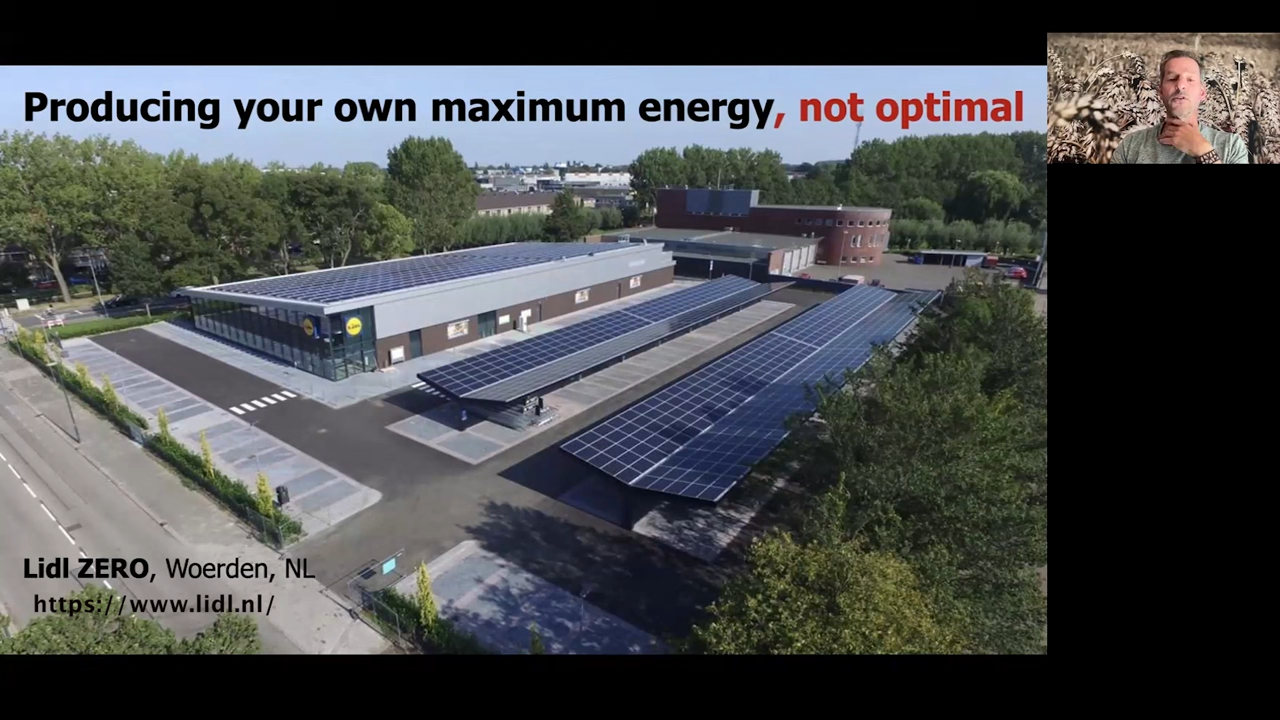 Producing your own maximum energy, not optimal
Lidl ZERO, Woerden, NL
https://www.lidl.nl/